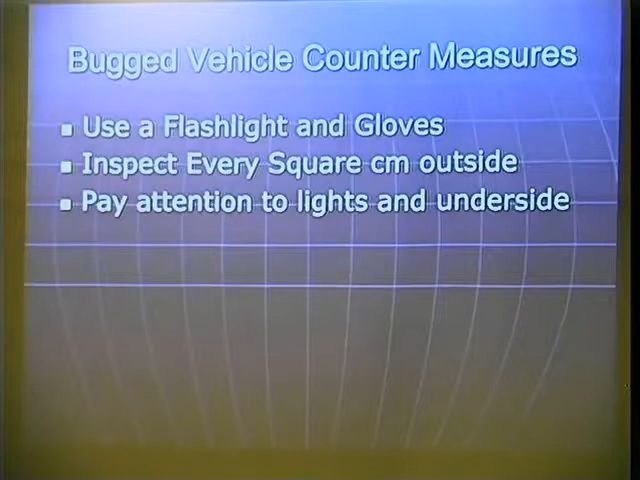 Bugged Vehicle Counter Measures
Use a Flashlight and Gloves
Inspect Every Square cm outside
Pay attention to lights and underside